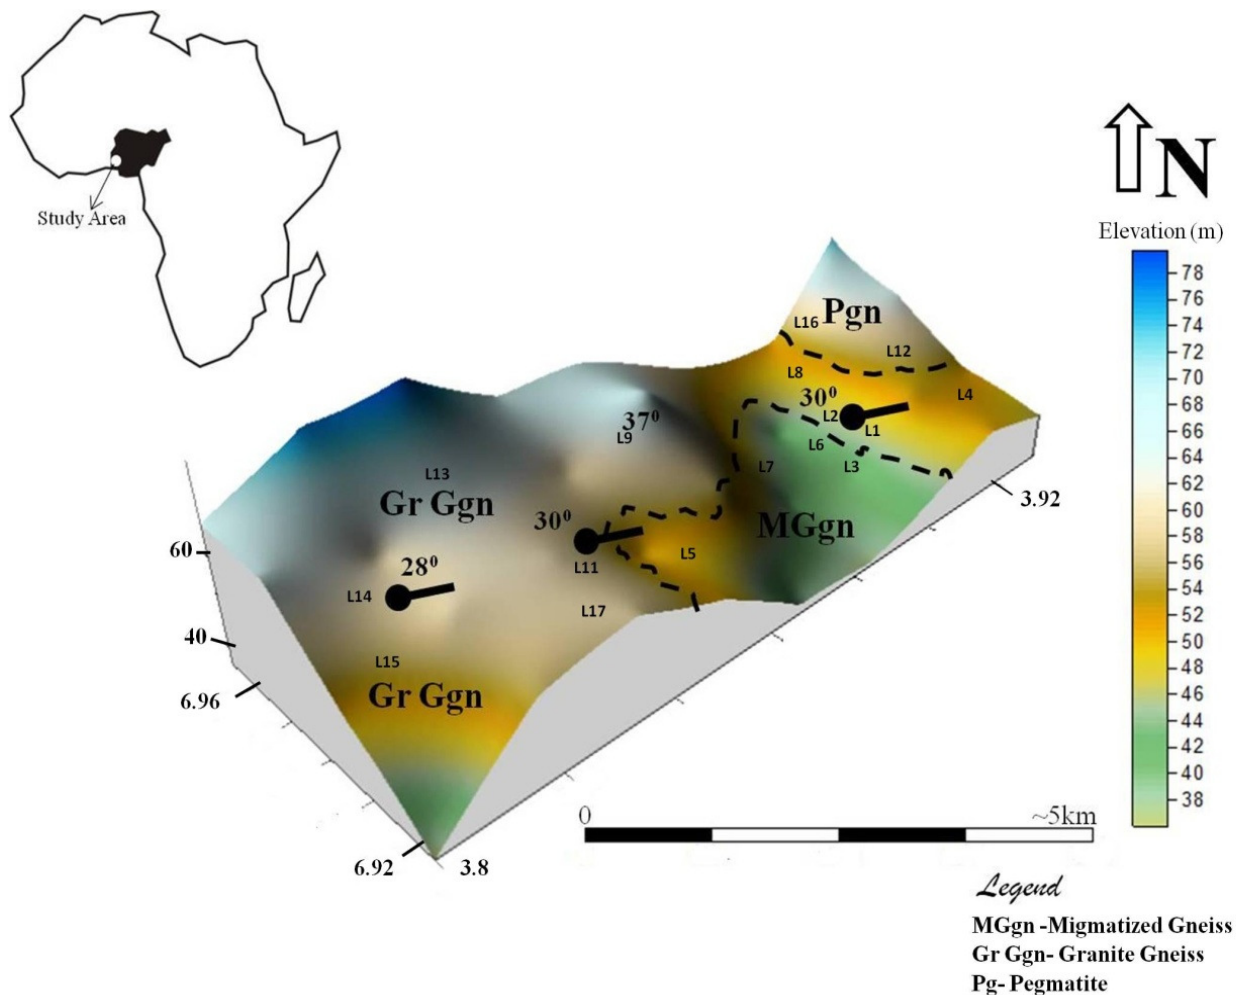 Study Area
N
Elevation (m)
78
76
74
72
70
68
66
64
62
60
58
56
54
52
50
48
46
44
42
40
38
L16
Pgn
L12
L8
L4
30⁰
L2
L1
L6
L3
L7
37⁰
L9
L13
Gr Ggn
MGgn
30⁰
L5
L11
28⁰
L14
L17
L15
Gr Ggn
60
40
6.96
6.92
3.8
3.92
0
~5km
Legend
MGgn -Migmatized Gneiss
Gr Ggn- Granite Gneiss
Pg- Pegmatite